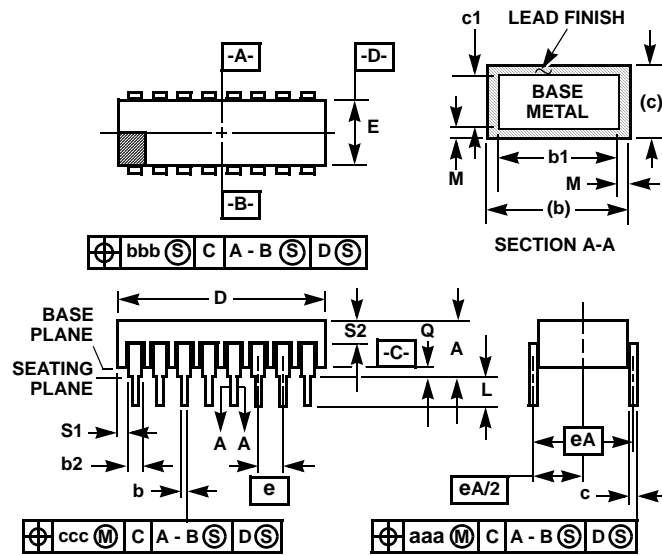 c1
LEAD FINISH
-A-
-D-
BASE
METAL
(c)
E
M
b1
M
-B-
(b)
SECTION A-A
⌖ bbb Ⓢ C A - B Ⓢ D Ⓢ
D
BASE
PLANE
S2
Q
-C-
A
SEATING
PLANE
L
S1
A A
eA
b2
e
eA/2
b
c
⌖ ccc Ⓜ C A - B Ⓢ D Ⓢ
⌖ aaa Ⓜ C A - B Ⓢ D Ⓢ